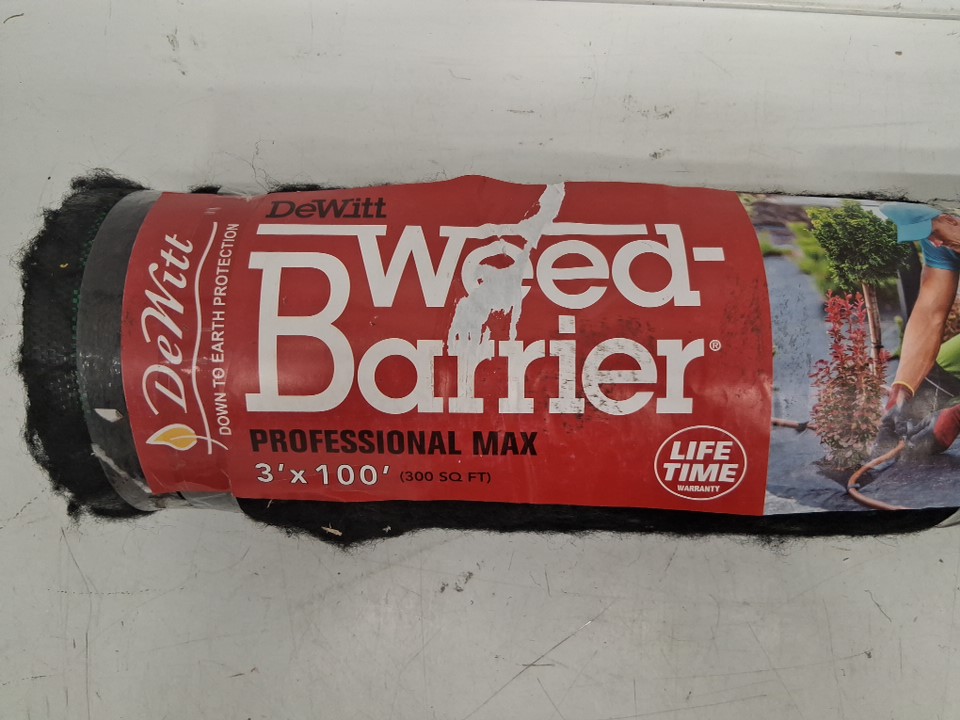 DeWitt
DOWN TO EARTH PROTECTION
DeWitt
Weed-
Barrier®
PROFESSIONAL MAX
3'x100' (300 SQ FT)
LIFE
TIME
WARRANTY